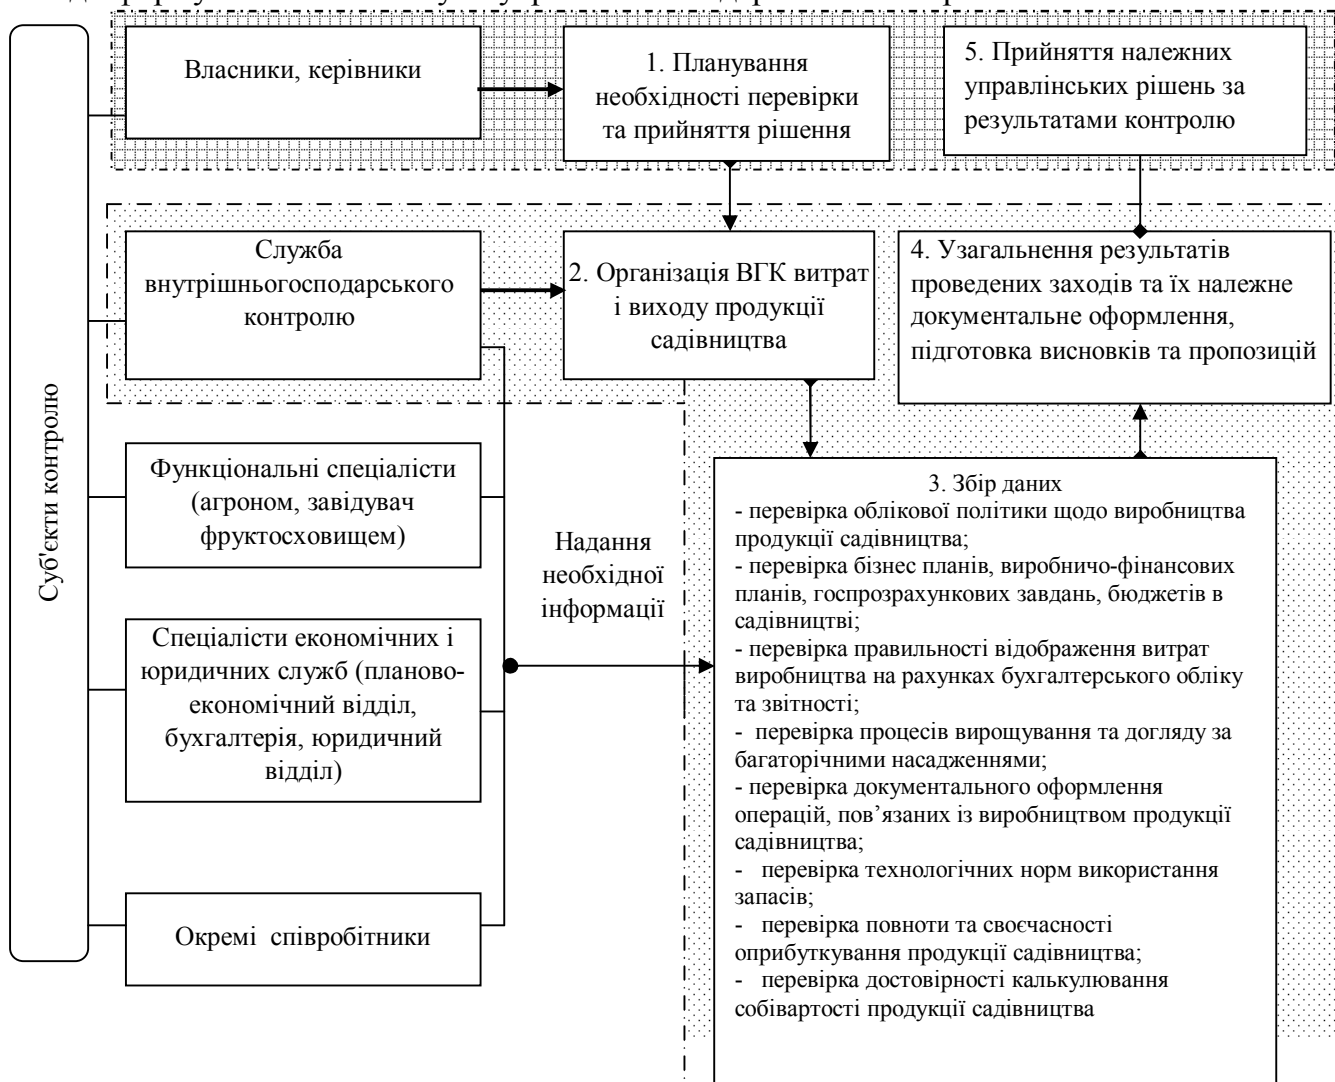 Суб'єкти контролю
Власники, керівники
1. Планування
необхідності перевірки
та прийняття рішення
5. Прийняття належних
управлінських рішень за
результатами контролю
Служба
внутрішньогосподарського
контролю
2. Організація ВГК витрат
і виходу продукції
садівництва
4. Узагальнення результатів
проведених заходів та їх належне
документальне оформлення,
підготовка висновків та пропозицій
Функціональні спеціалісти
(агроном, завідувач
фруктосховищем)
Надання
необхідної
інформації
Спеціалісти економічних і
юридичних служб (планово-
економічний відділ,
бухгалтерія, юридичний
відділ)
Окремі співробітники
3. Збір даних
- перевірка облікової політики щодо виробництва
продукції садівництва;
- перевірка бізнес планів, виробничо-фінансових
планів, госпрозрахункових завдань, бюджетів в
садівництві;
- перевірка правильності відображення витрат
виробництва на рахунках бухгалтерського обліку
та звітності;
- перевірка процесів вирощування та догляду за
багаторічними насадженнями;
- перевірка документального оформлення
операцій, пов’язаних із виробництвом продукції
садівництва;
- перевірка технологічних норм використання
запасів;
- перевірка повноти та своєчасності
оприбуткування продукції садівництва;
- перевірка достовірності калькулювання
собівартості продукції садівництва